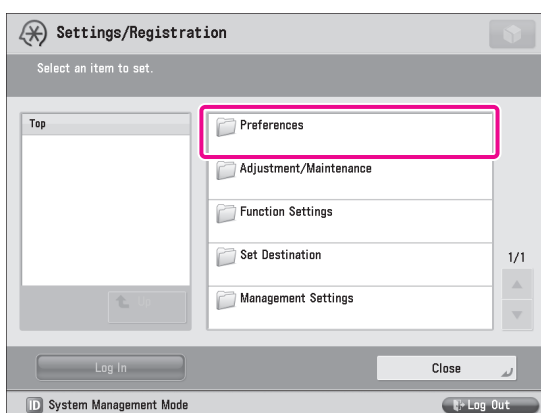 Settings/Registration
Select an item to set.
Top
Preferences
Adjustment/Maintenance
Function Settings
Set Destination
1/1
Management Settings
Up
Log In
Close
ID System Management Mode
Log Out